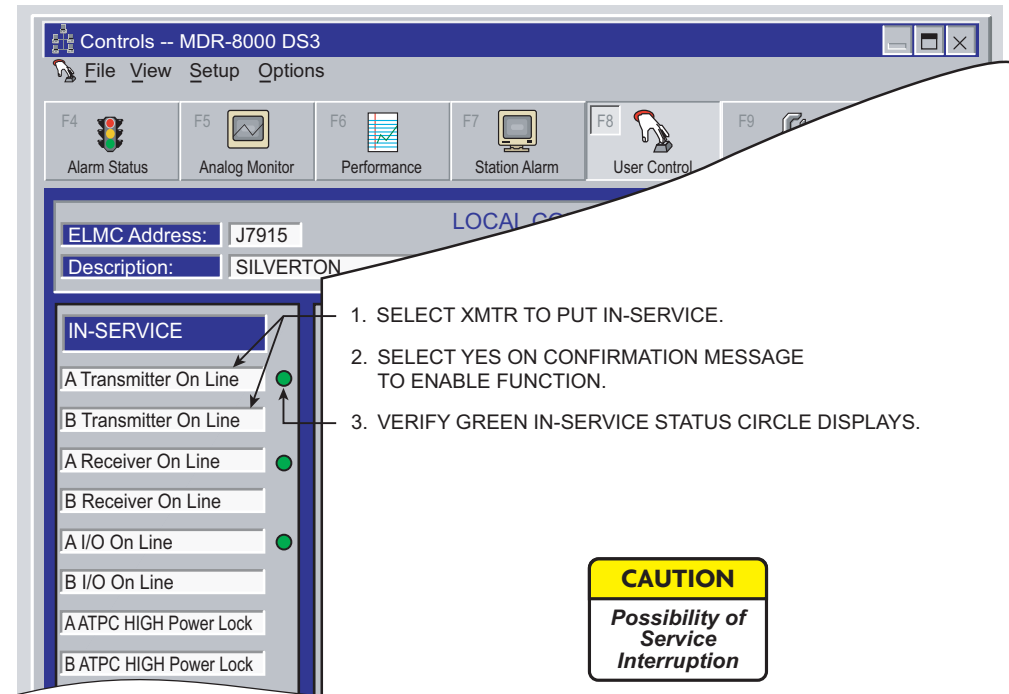 Controls -- MDR-8000 DS3
File View Setup Options
F4 F5 F6 F7 F8 F9
Alarm Status Analog Monitor Performance Station Alarm User Control
LOCAL
ELMC Address: J7915
Description: SILVERTON
IN-SERVICE
A Transmitter On Line
B Transmitter On Line
A Receiver On Line
B Receiver On Line
A I/O On Line
B I/O On Line
A ATPC HIGH Power Lock
B ATPC HIGH Power Lock
1. SELECT XMTR TO PUT IN-SERVICE.
2. SELECT YES ON CONFIRMATION MESSAGE
TO ENABLE FUNCTION.
3. VERIFY GREEN IN-SERVICE STATUS CIRCLE DISPLAYS.
CAUTION
Possibility of
Service
Interruption